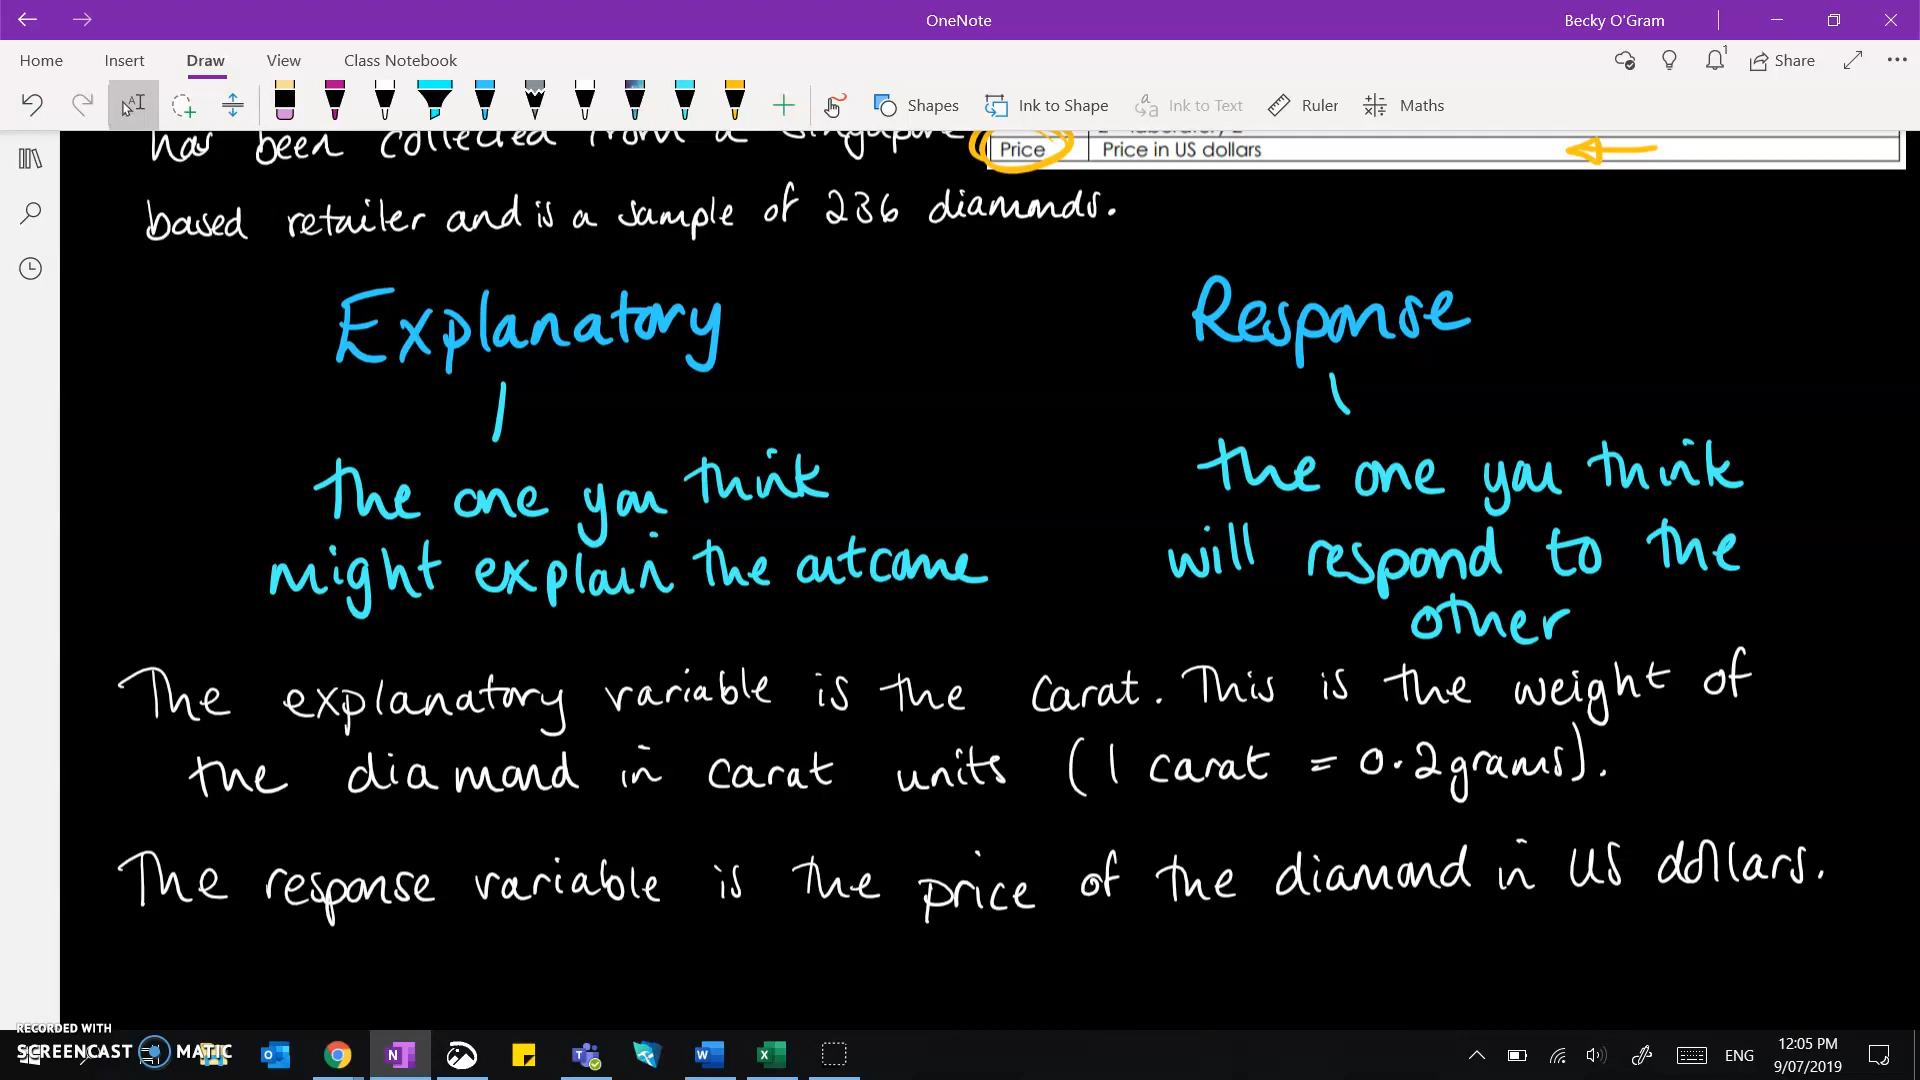 OneNote
Becky O'Gram
Home Insert Draw View Class Notebook
1
Share
Shapes Ink to Shape Ink to Text Ruler Maths
has been collected from a Singapore
Price Price in US dollars
based retailer and is a sample of 236 diamonds.
Explanatory Response
the one you think
might explain the outcome
the one you think
will respond to the
other
The explanatory variable is the carat. This is the weight of
the diamond in carat units (1 carat = 0.2grams).
The response variable is the price of the diamond in US dollars.
RECORDED WITH
SCREENCAST MATIC
ENG
12:05 PM
9/07/2019